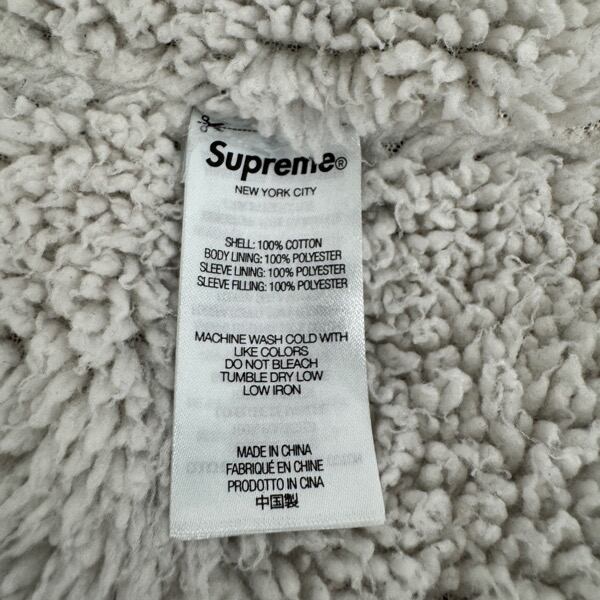 Supreme®
NEW YORK CITY
SHELL: 100% COTTON
BODY LINING: 100% POLYESTER
SLEEVE LINING: 100% POLYESTER
SLEEVE FILLING: 100% POLYESTER
MACHINE WASH COLD WITH
LIKE COLORS
DO NOT BLEACH
TUMBLE DRY LOW
LOW IRON
MADE IN CHINA
FABRIQUÉ EN CHINE
PRODOTTO IN CINA
中国製